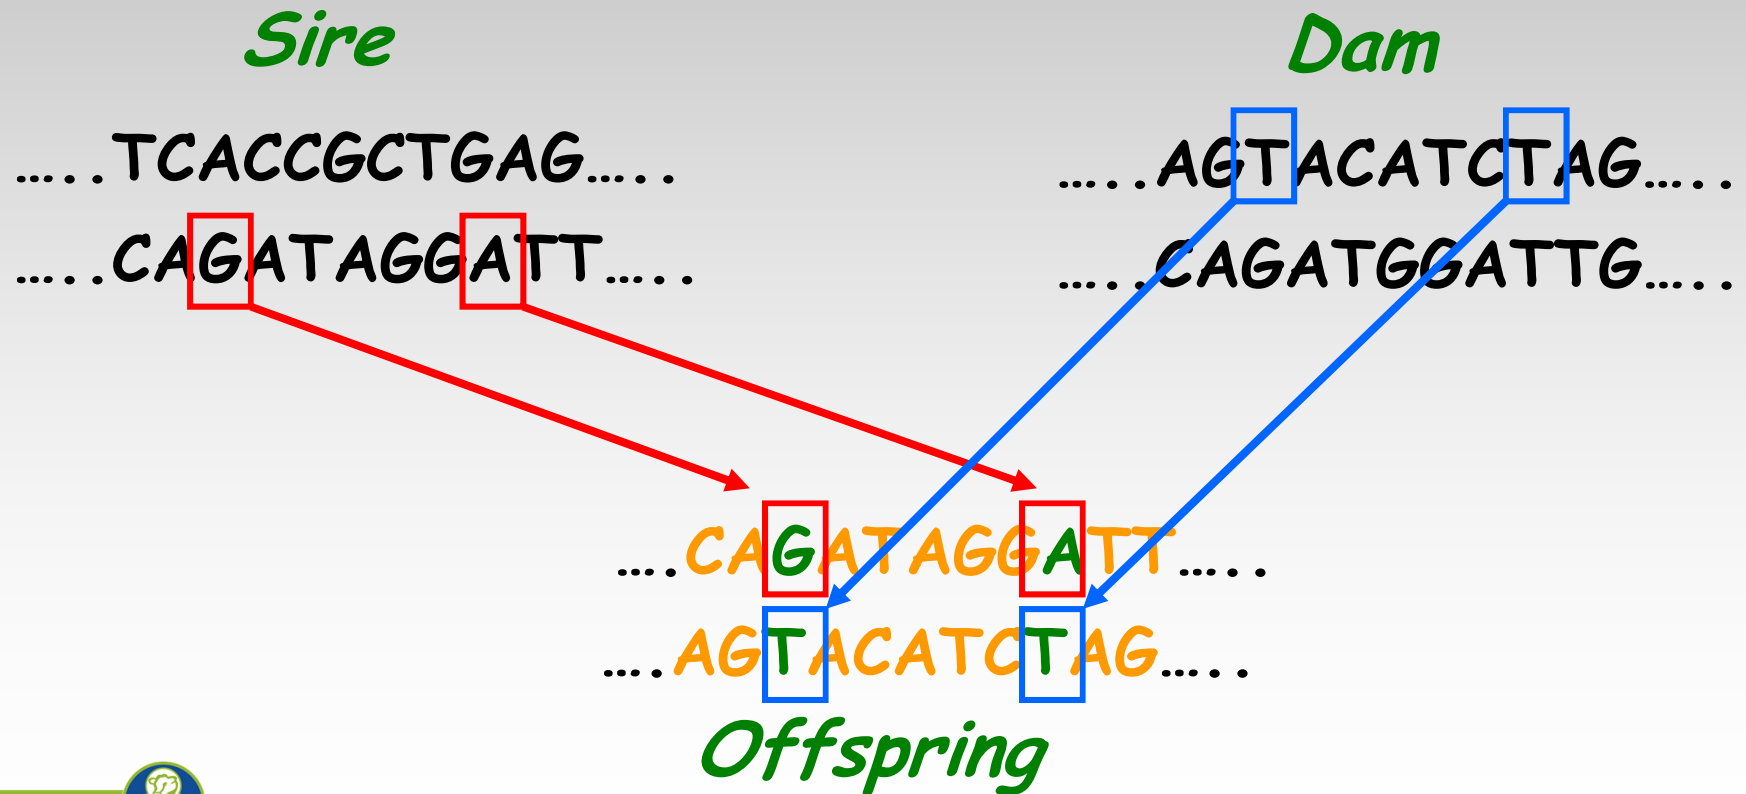 Sire
Dam
…..TCACCGCTGAG…..
…..AGTACATCTAG…..
…..CAGATAGGATT…..
…..CAGATGGATTG…..
….CAGATAGGATT…..
….AGTACATCTAG…..
Offspring